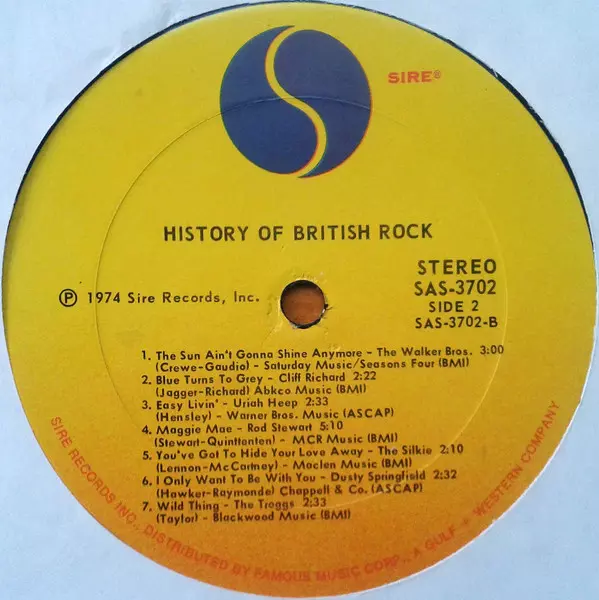 SIRE®
HISTORY OF BRITISH ROCK
STEREO
SAS-3702
SIDE 2
SAS-3702-B
Ⓟ 1974 Sire Records, Inc.
1. The Sun Ain't Gonna Shine Anymore - The Walker Bros. 3:00
(Crewe-Gaudio) - Saturday Music/Seasons Four (BMI)
2. Blue Turns To Grey - Cliff Richard 2:22
(Jagger-Richard) Abkco Music (BMI)
3. Easy Livin' - Uriah Heep 2:33
(Hensley) - Warner Bros. Music (ASCAP)
4. Maggie Mae - Rod Stewart 5:15
(Stewart-Quinttenton) - MCR Music (BMI)
5. You've Got To Hide Your Love Away - The Silkie 2:10
(Lennon-McCartney) - Maclen Music (BMI)
6. I Only Want To Be With You - Dusty Springfield 2:32
(Hawker-Raymonde) Chappell & Co. (ASCAP)
7. Wild Thing - The Troggs 2:33
(Taylor) - Blackwood Music (BMI)
SIRE RECORDS INC., DISTRIBUTED BY FAMOUS MUSIC CORP., A GULF + WESTERN COMPANY